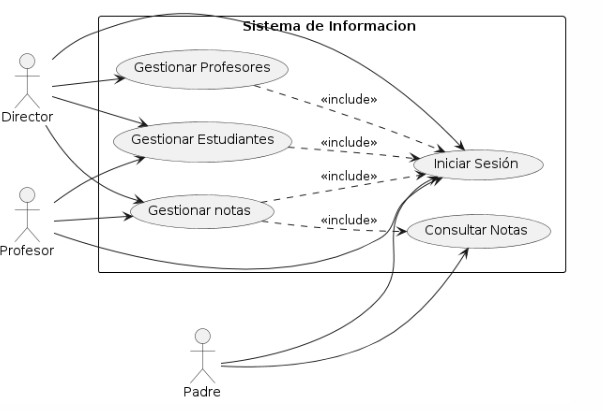 Sistema de Informacion
Gestionar Profesores
«include»
Director
Gestionar Estudiantes
«include»
Iniciar Sesión
«include»
Gestionar notas
«include»
Consultar Notas
Profesor
Padre